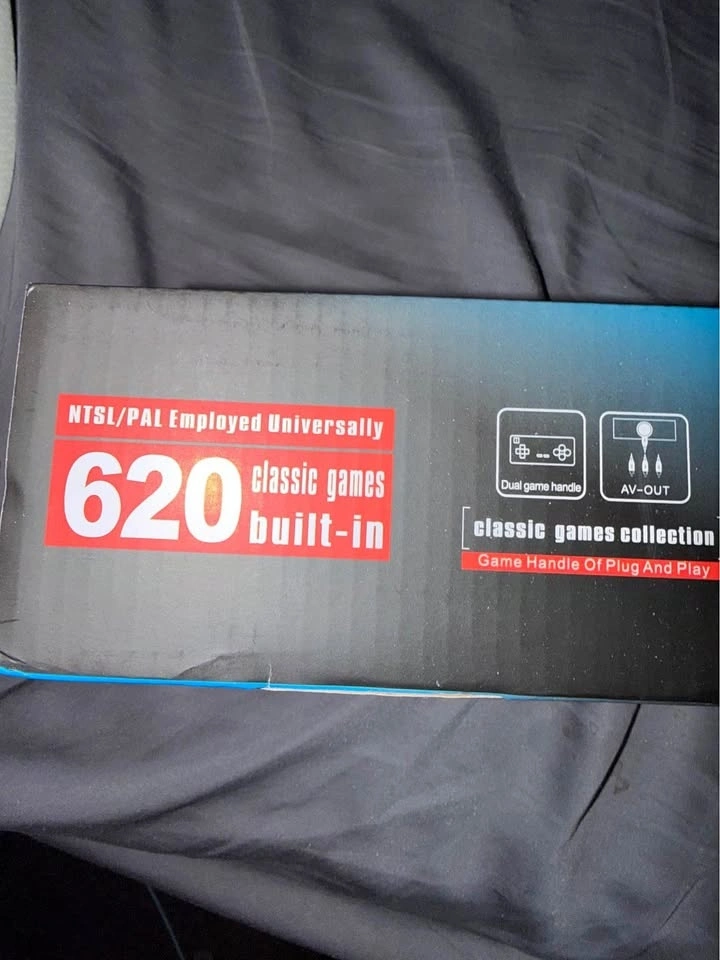 NTSL/PAL Employed Universally
620 classic games
built-in
Dual game handle
AV-OUT
classic games collection
Game Handle Of Plug And Play